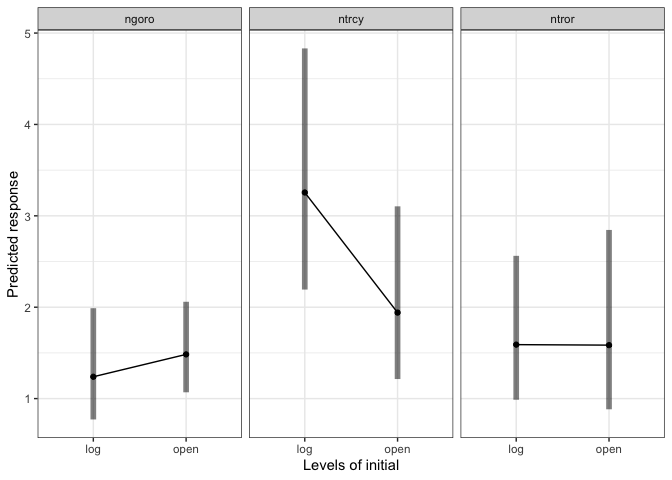 ngoro ntrcy ntror
Predicted response
5
4
3
2
1
log open log open log open
Levels of initial